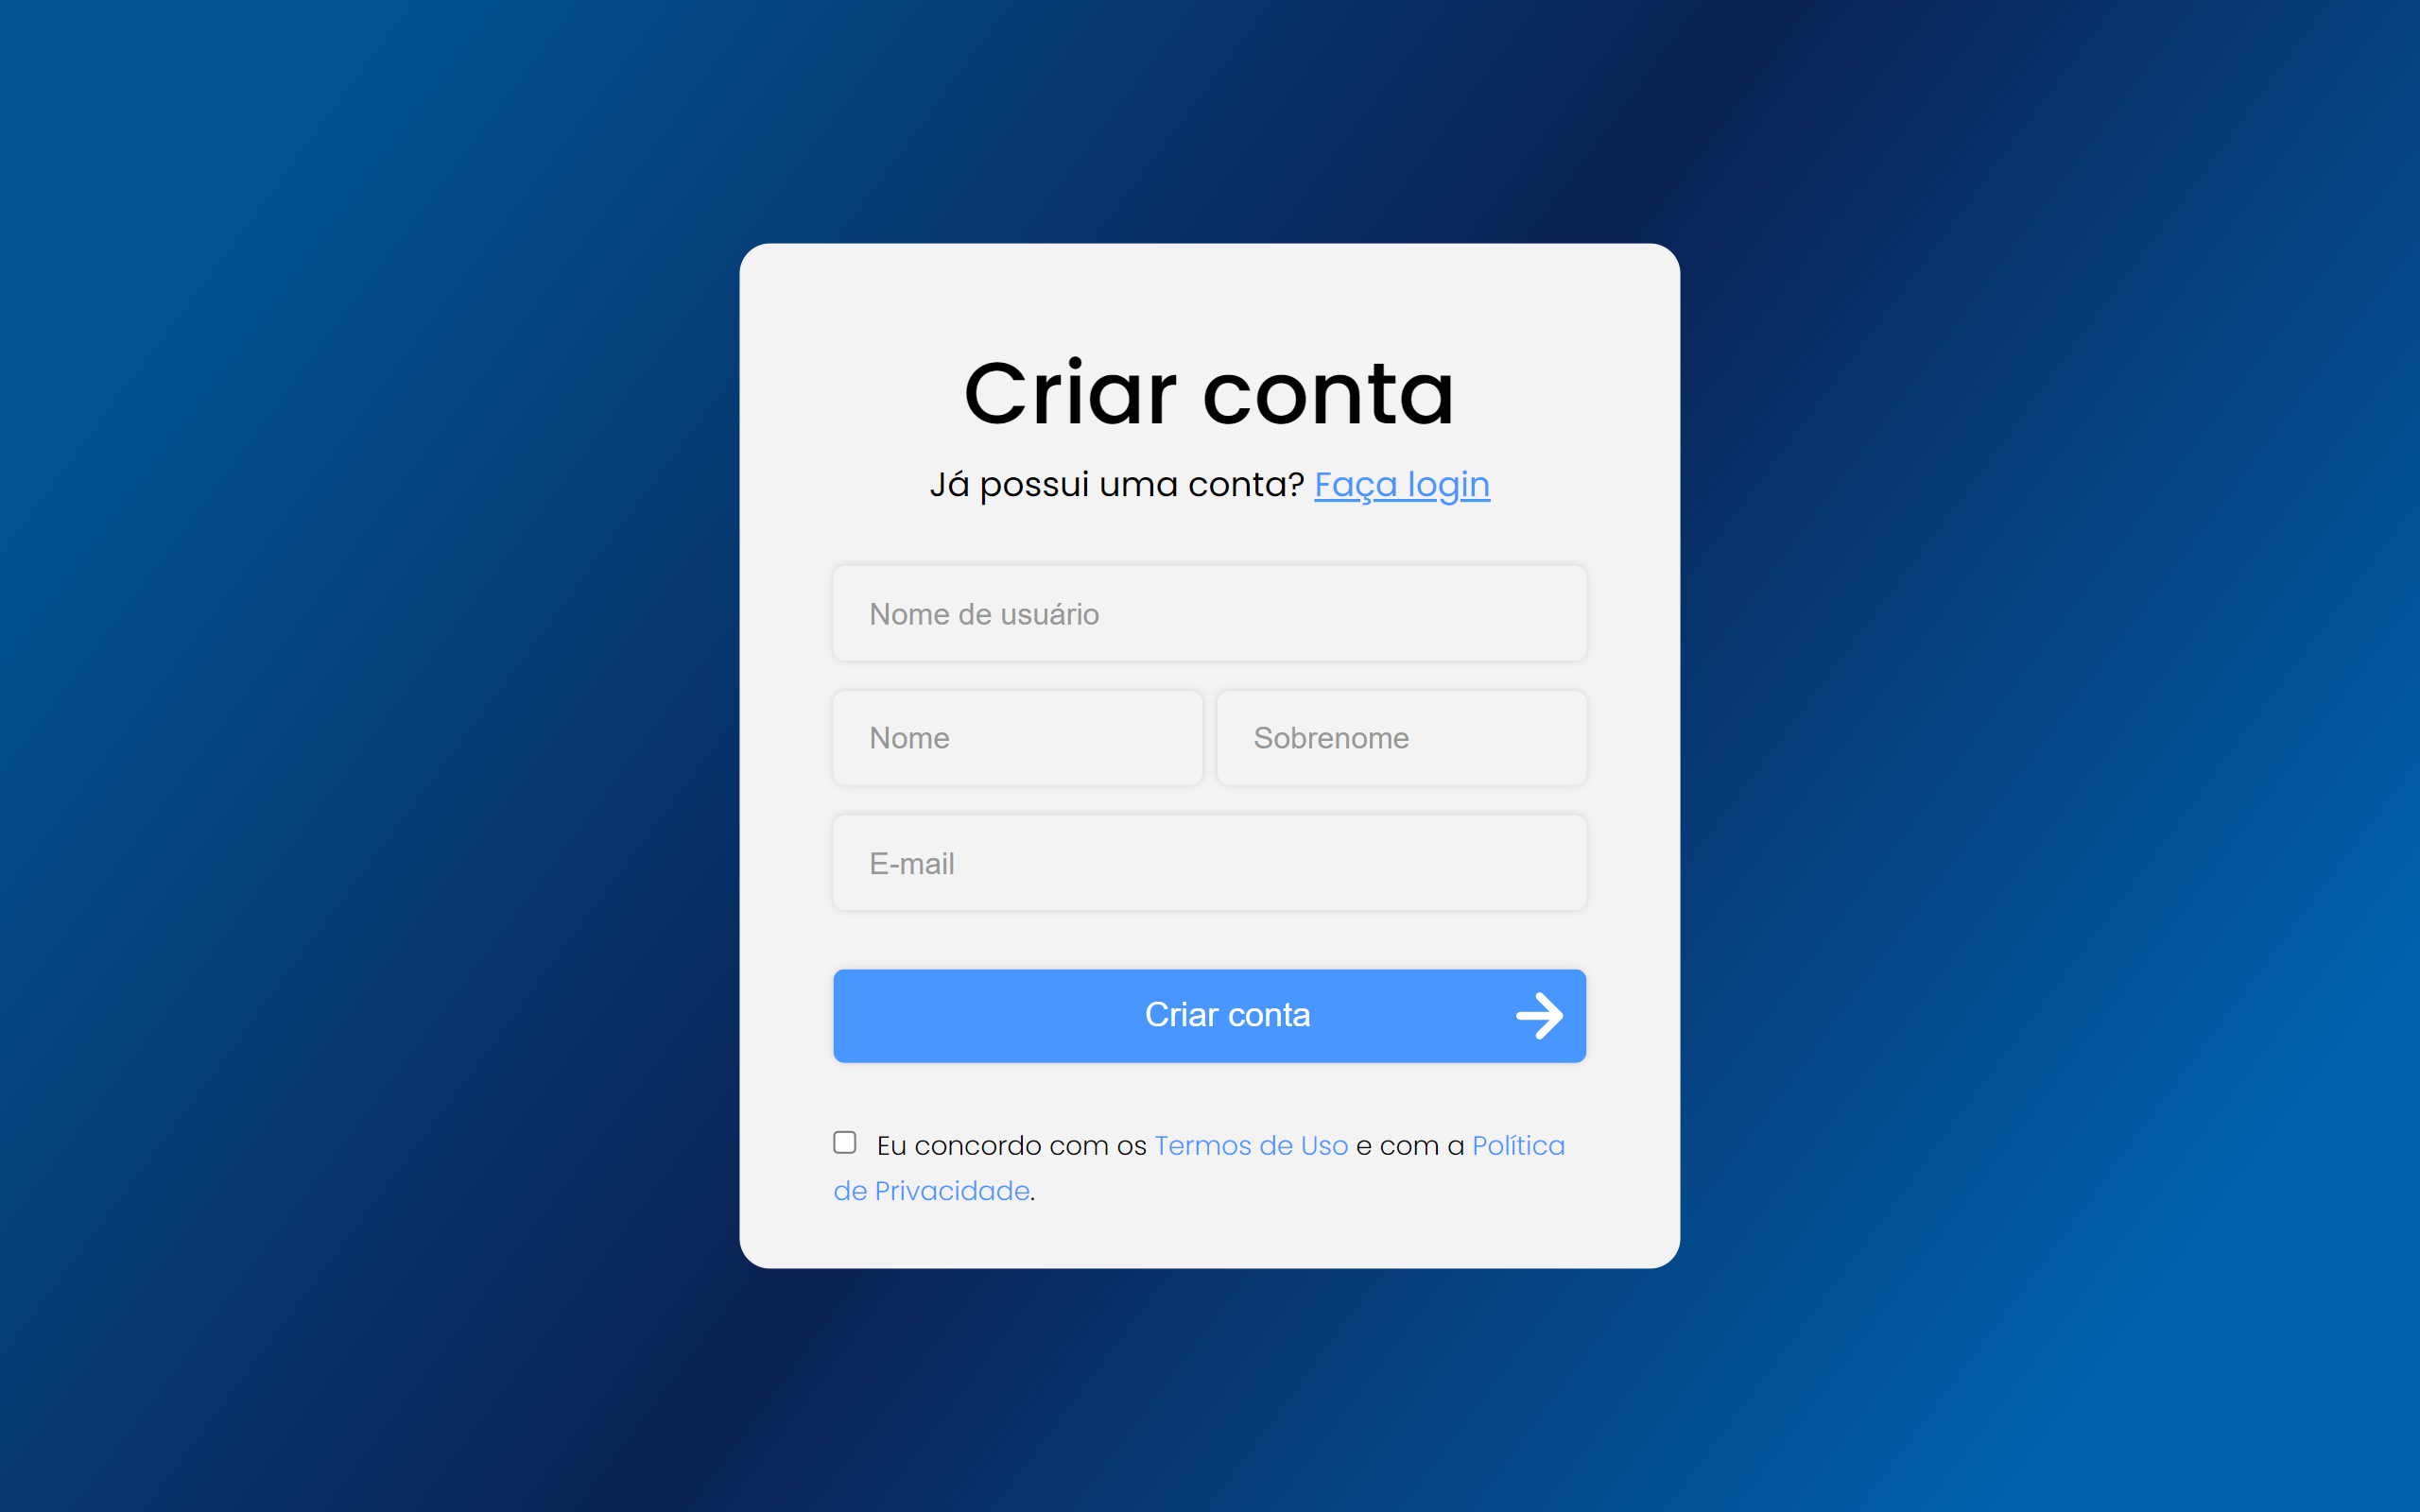 Criar conta
Já possui uma conta? Faça login
Nome de usuário
Nome
Sobrenome
E-mail
Criar conta
Eu concordo com os Termos de Uso e com a Política
de Privacidade.